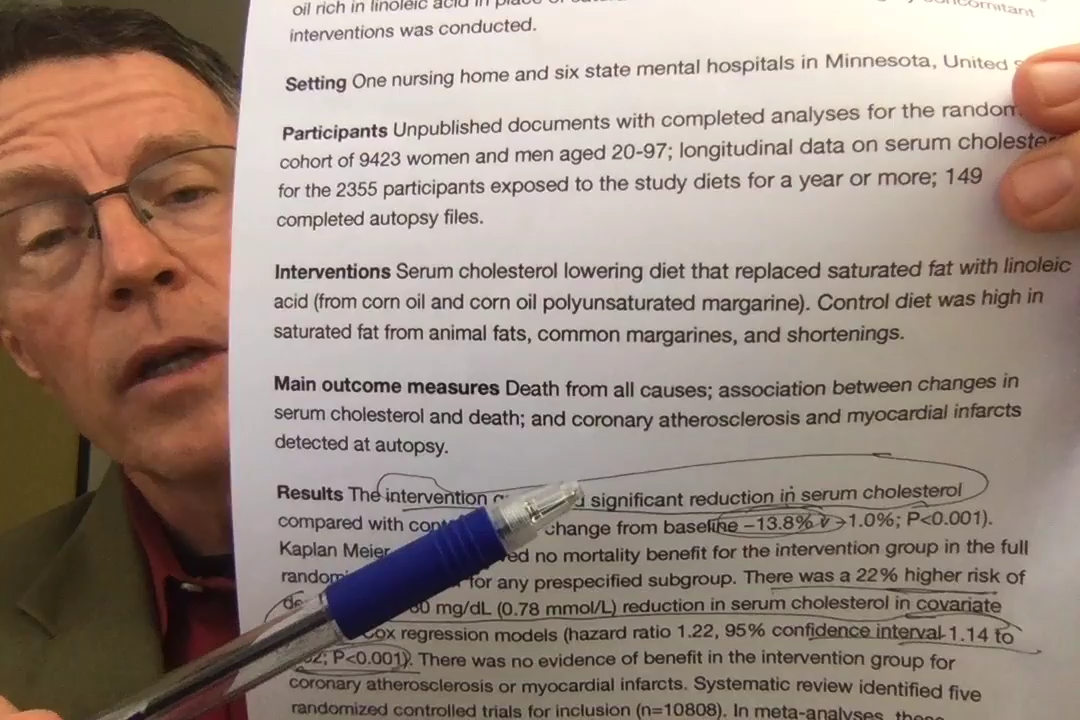 oil rich in linoleic acid in place of
concomitant
interventions was conducted.
Setting One nursing home and six state mental hospitals in Minnesota, United
Participants Unpublished documents with completed analyses for the
cohort of 9423 women and men aged 20-97; longitudinal data on serum
for the 2355 participants exposed to the study diets for a year or more; 149
completed autopsy files.
Interventions Serum cholesterol lowering diet that replaced saturated fat with linoleic
acid (from corn oil and corn oil polyunsaturated margarine). Control diet was high in
saturated fat from animal fats, common margarines, and shortenings.
Main outcome measures Death from all causes; association between changes in
serum cholesterol and death; and coronary atherosclerosis and myocardial infarcts
detected at autopsy.
Results The intervention significant reduction in serum cholesterol
compared with change from baseline −13.8% v 1.0%; P<0.001).
Kaplan Meier no mortality benefit for the intervention group in the full
for any prespecified subgroup. There was a 22% higher risk of
mg/dL (0.78 mmol/L) reduction in serum cholesterol in covariate
Cox regression models (hazard ratio 1.22, 95% confidence interval 1.14 to
P<0.001). There was no evidence of benefit in the intervention group for
coronary atherosclerosis or myocardial infarcts. Systematic review identified five
randomized controlled trials for inclusion (n=10808). In meta-analyses, these